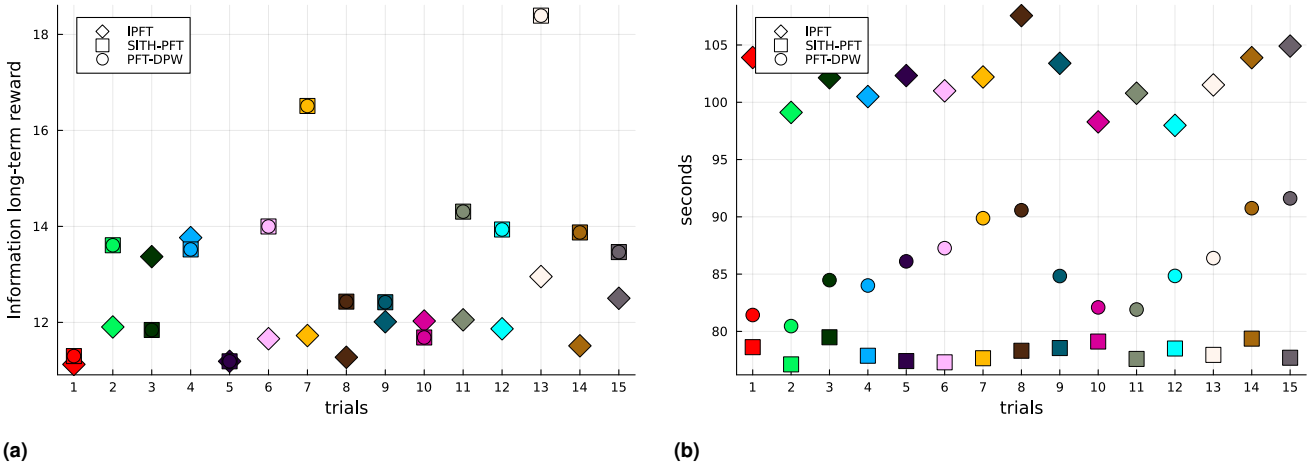 IPFT
SITH-PFT
PFT-DPW
Information long-term reward
18
16
14
12
1 2 3 4 5 6 7 8 9 10 11 12 13 14 15
trials
(a)
IPFT
SITH-PFT
PFT-DPW
seconds
105
100
95
90
85
80
1 2 3 4 5 6 7 8 9 10 11 12 13 14 15
trials
(b)